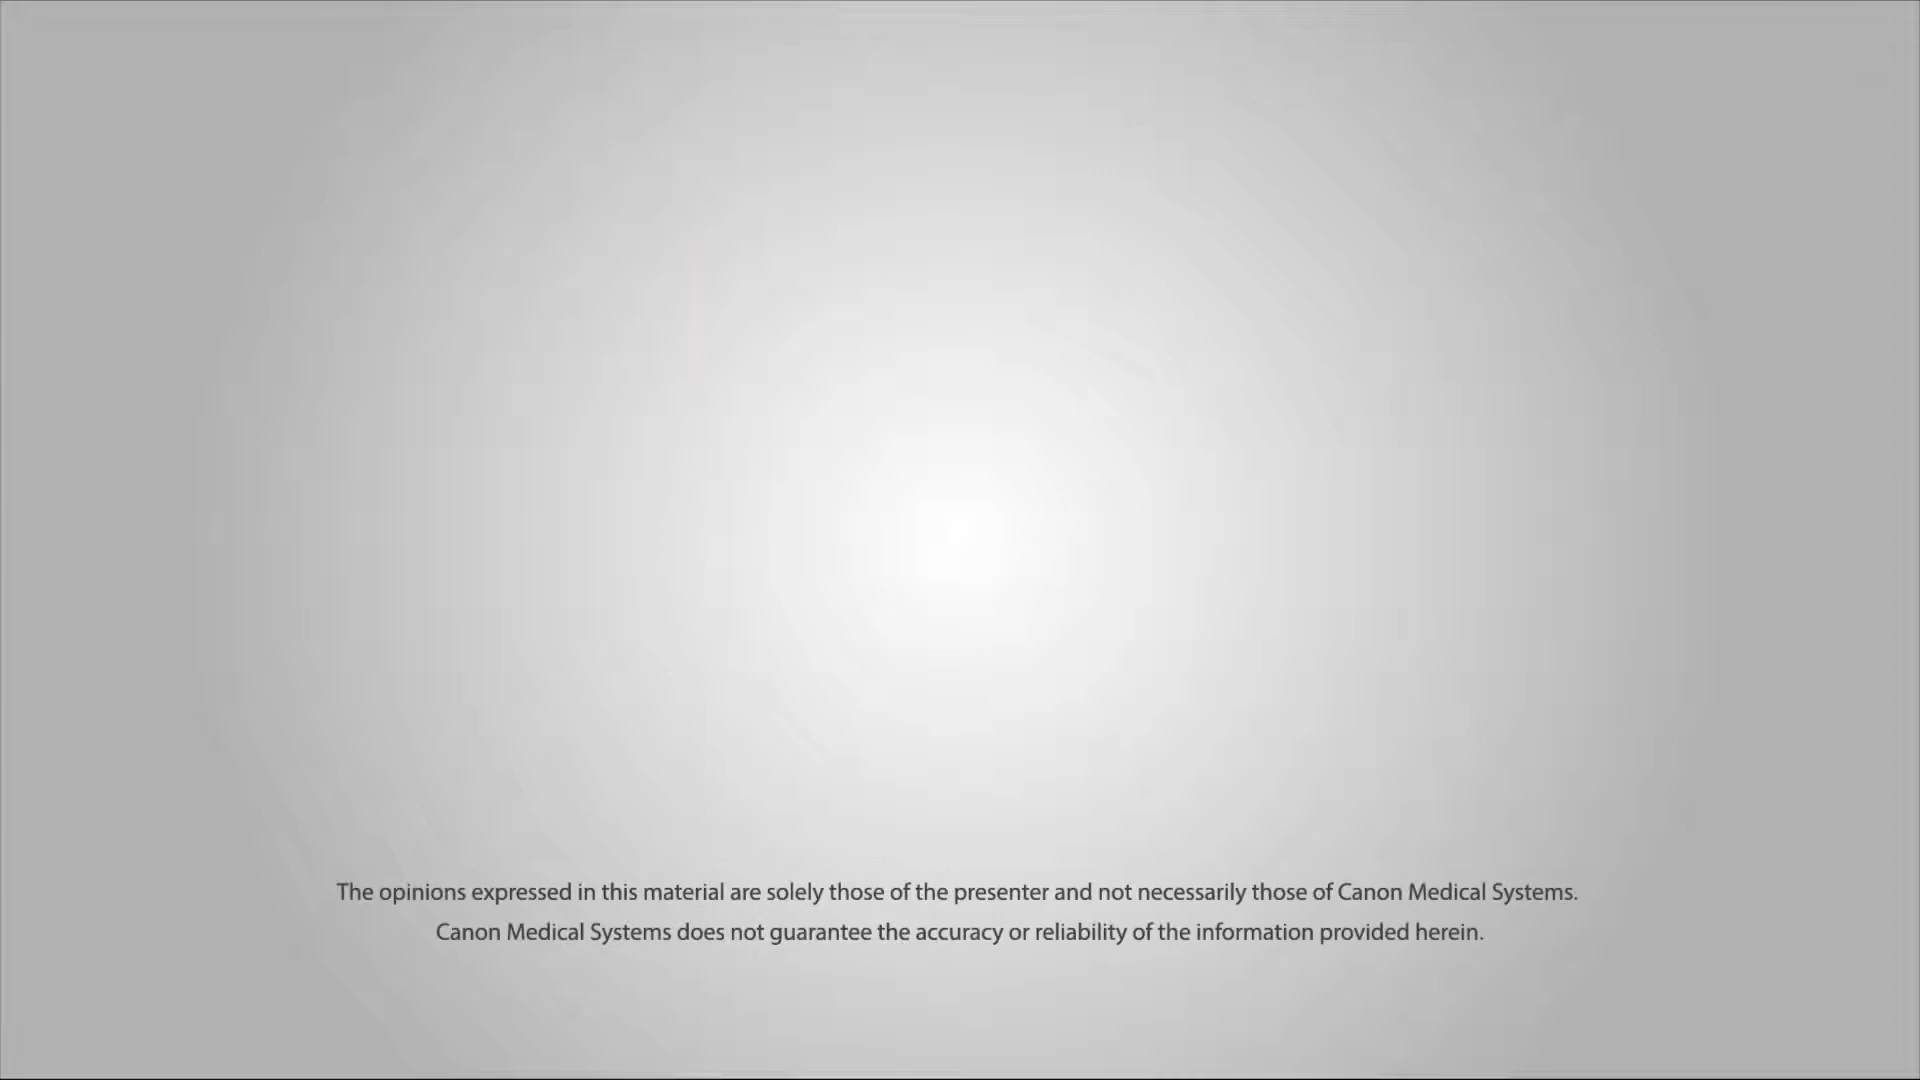 The opinions expressed in this material are solely those of the presenter and not necessarily those of Canon Medical Systems.
Canon Medical Systems does not guarantee the accuracy or reliability of the information provided herein.